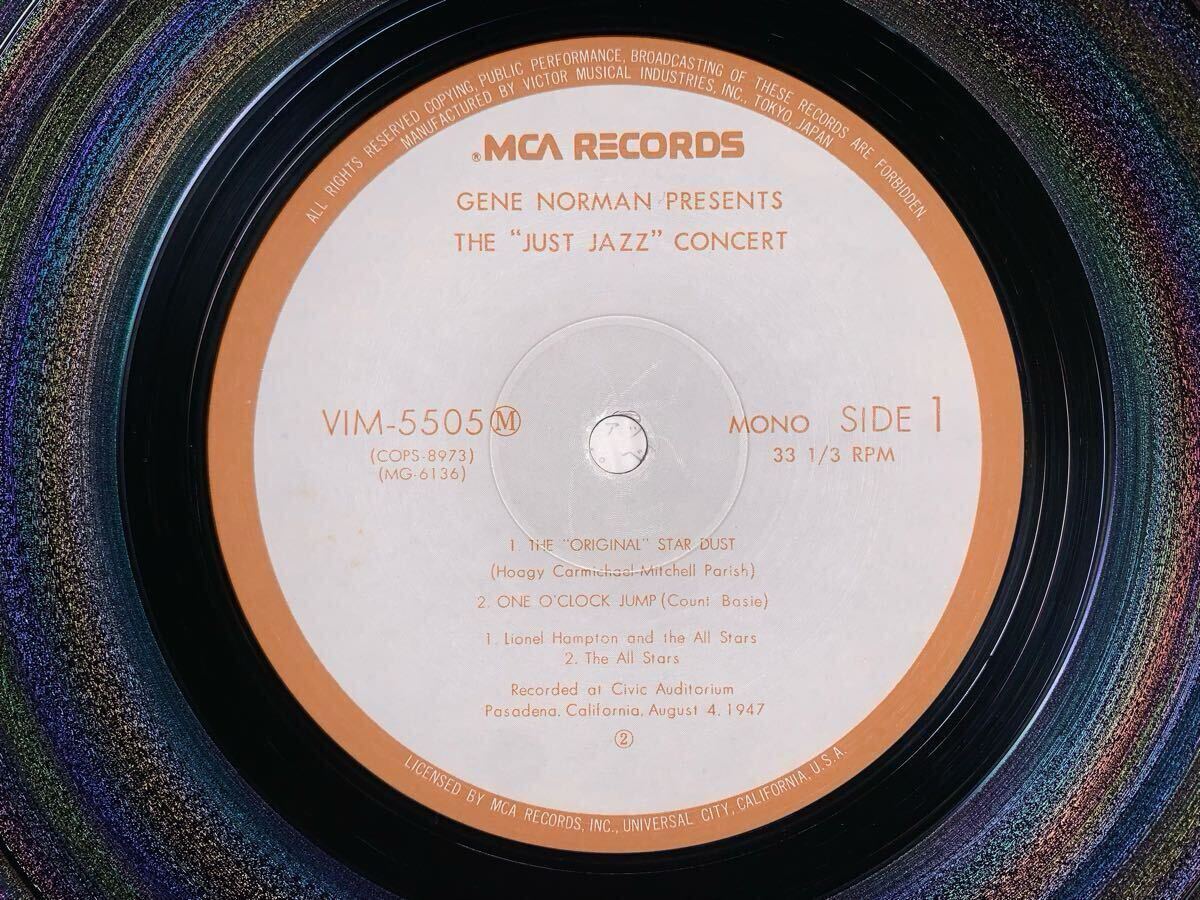 ALL RIGHTS RESERVED COPYING, PUBLIC PERFORMANCE, BROADCASTING OF THESE RECORDS ARE FORBIDDEN.
MANUFACTURED BY VICTOR MUSICAL INDUSTRIES, INC., TOKYO, JAPAN
®MCA RECORDS
GENE NORMAN PRESENTS
THE “JUST JAZZ” CONCERT
VIM-5505 Ⓜ
(COPS-8973)
(MG-6136)
MONO SIDE 1
33 1/3 RPM
1. THE “ORIGINAL” STAR DUST
(Hoagy Carmichael-Mitchell Parish)
2. ONE O'CLOCK JUMP (Count Basie)
1. Lionel Hampton and the All Stars
2. The All Stars
Recorded at Civic Auditorium
Pasadena, California, August 4, 1947
②
LICENSED BY MCA RECORDS, INC., UNIVERSAL CITY, CALIFORNIA, U.S.A.